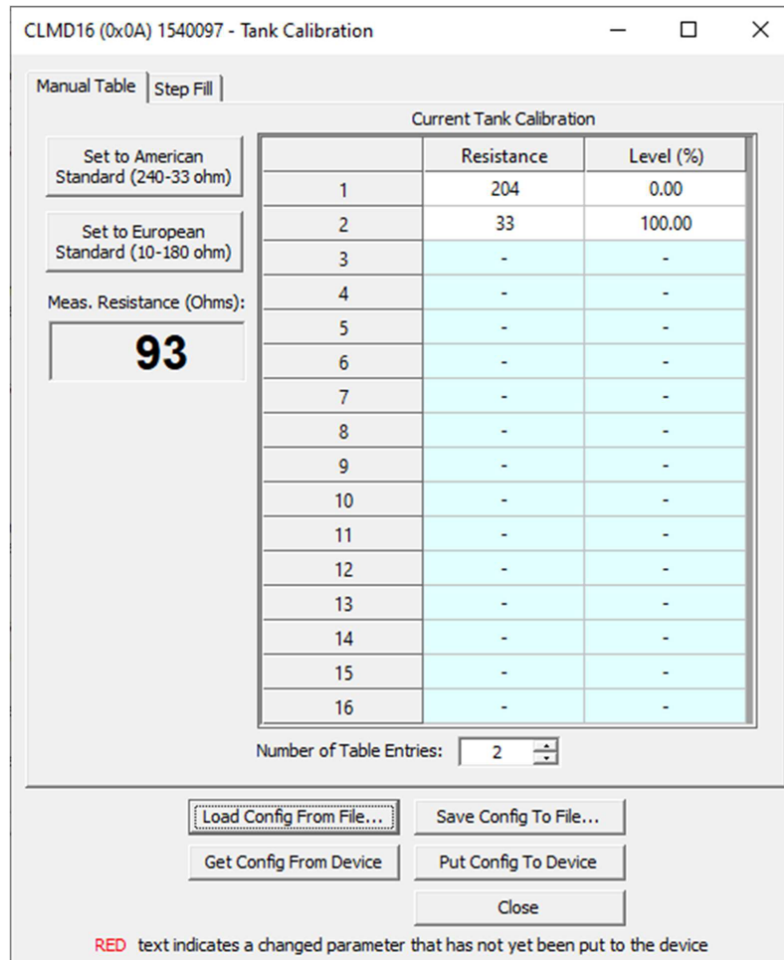 CLMD16 (0x0A) 1540097 - Tank Calibration
Manual Table
Step Fill
Current Tank Calibration
Set to American
Standard (240-33 ohm)
Set to European
Standard (10-180 ohm)
Meas. Resistance (Ohms):
93
Resistance Level (%)
1 204 0.00
2 33 100.00
3 - -
4 - -
5 - -
6 - -
7 - -
8 - -
9 - -
10 - -
11 - -
12 - -
13 - -
14 - -
15 - -
16 - -
Number of Table Entries: 2
Load Config From File... Save Config To File...
Get Config From Device Put Config To Device
Close
RED text indicates a changed parameter that has not yet been put to the device